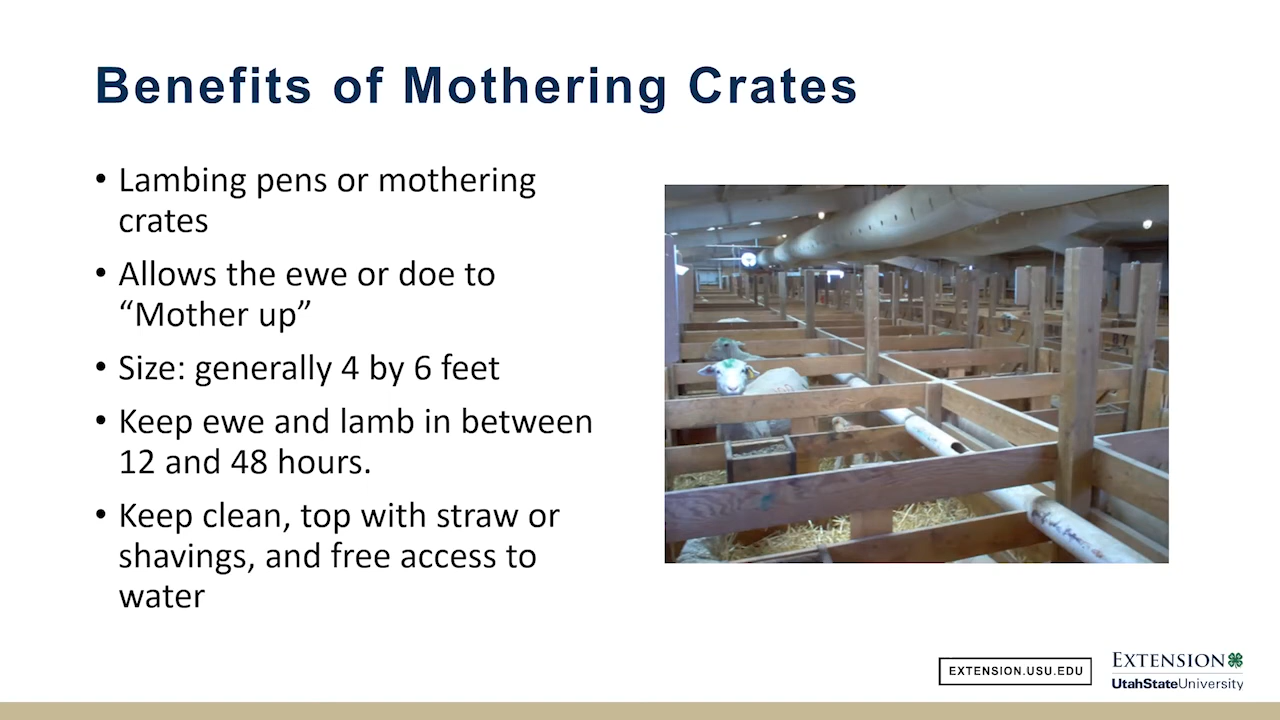 Benefits of Mothering Crates
• Lambing pens or mothering
crates
• Allows the ewe or doe to
“Mother up”
• Size: generally 4 by 6 feet
• Keep ewe and lamb in between
12 and 48 hours.
• Keep clean, top with straw or
shavings, and free access to
water
EXTENSION.USU.EDU
EXTENSION
UtahStateUniversity